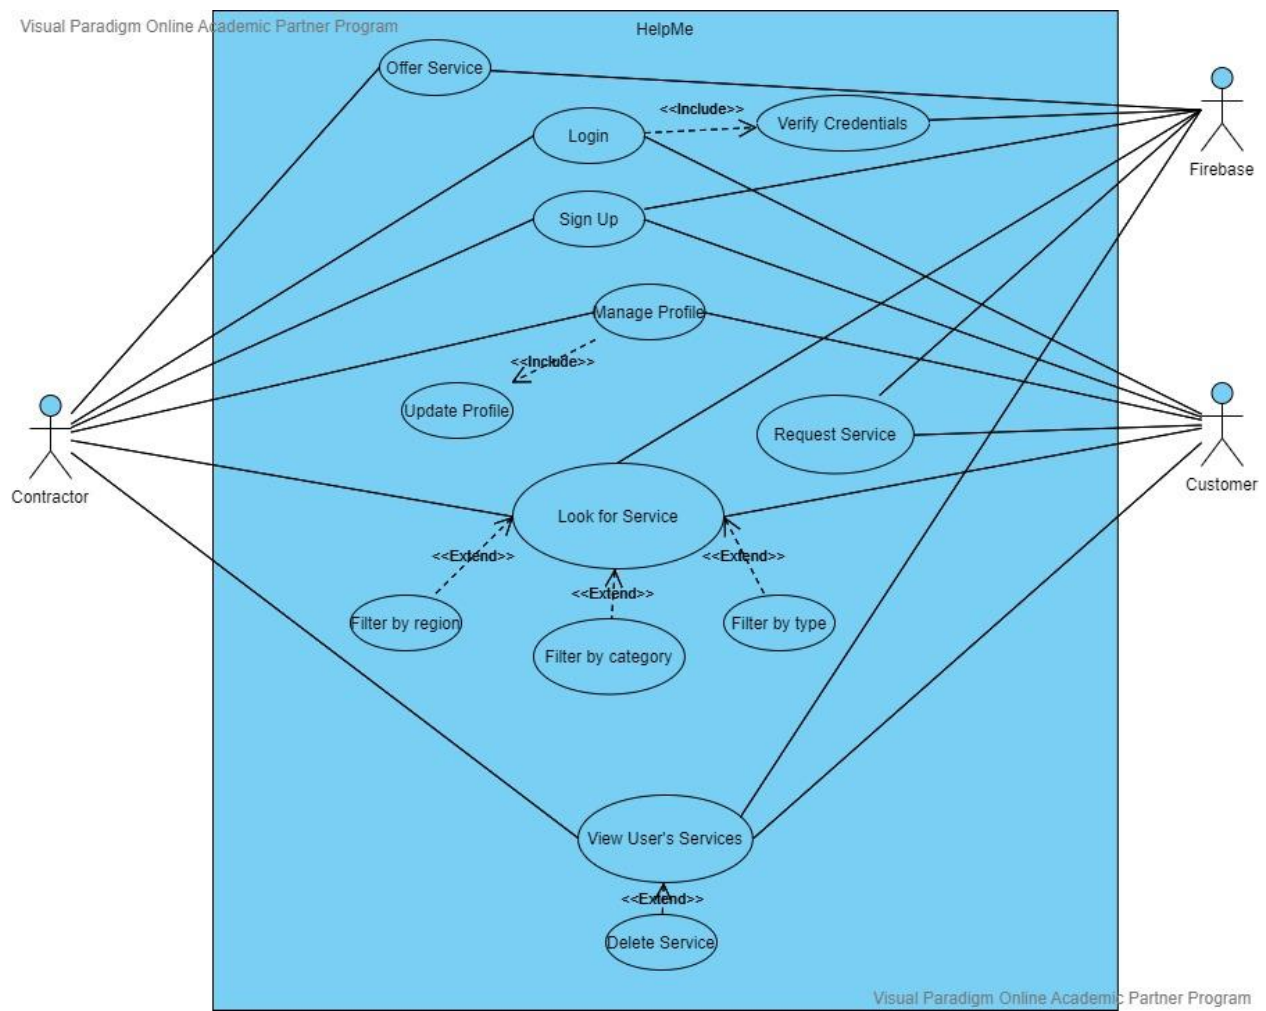 Visual Paradigm Online Academic Partner Program
HelpMe
Offer Service
<<Include>>
Verify Credentials
Login
Firebase
Sign Up
Manage Profile
<<Include>>
Update Profile
Request Service
Contractor
Customer
Look for Service
<<Extend>>
<<Extend>>
<<Extend>>
Filter by region
Filter by category
Filter by type
View User's Services
<<Extend>>
Delete Service
Visual Paradigm Online Academic Partner Program